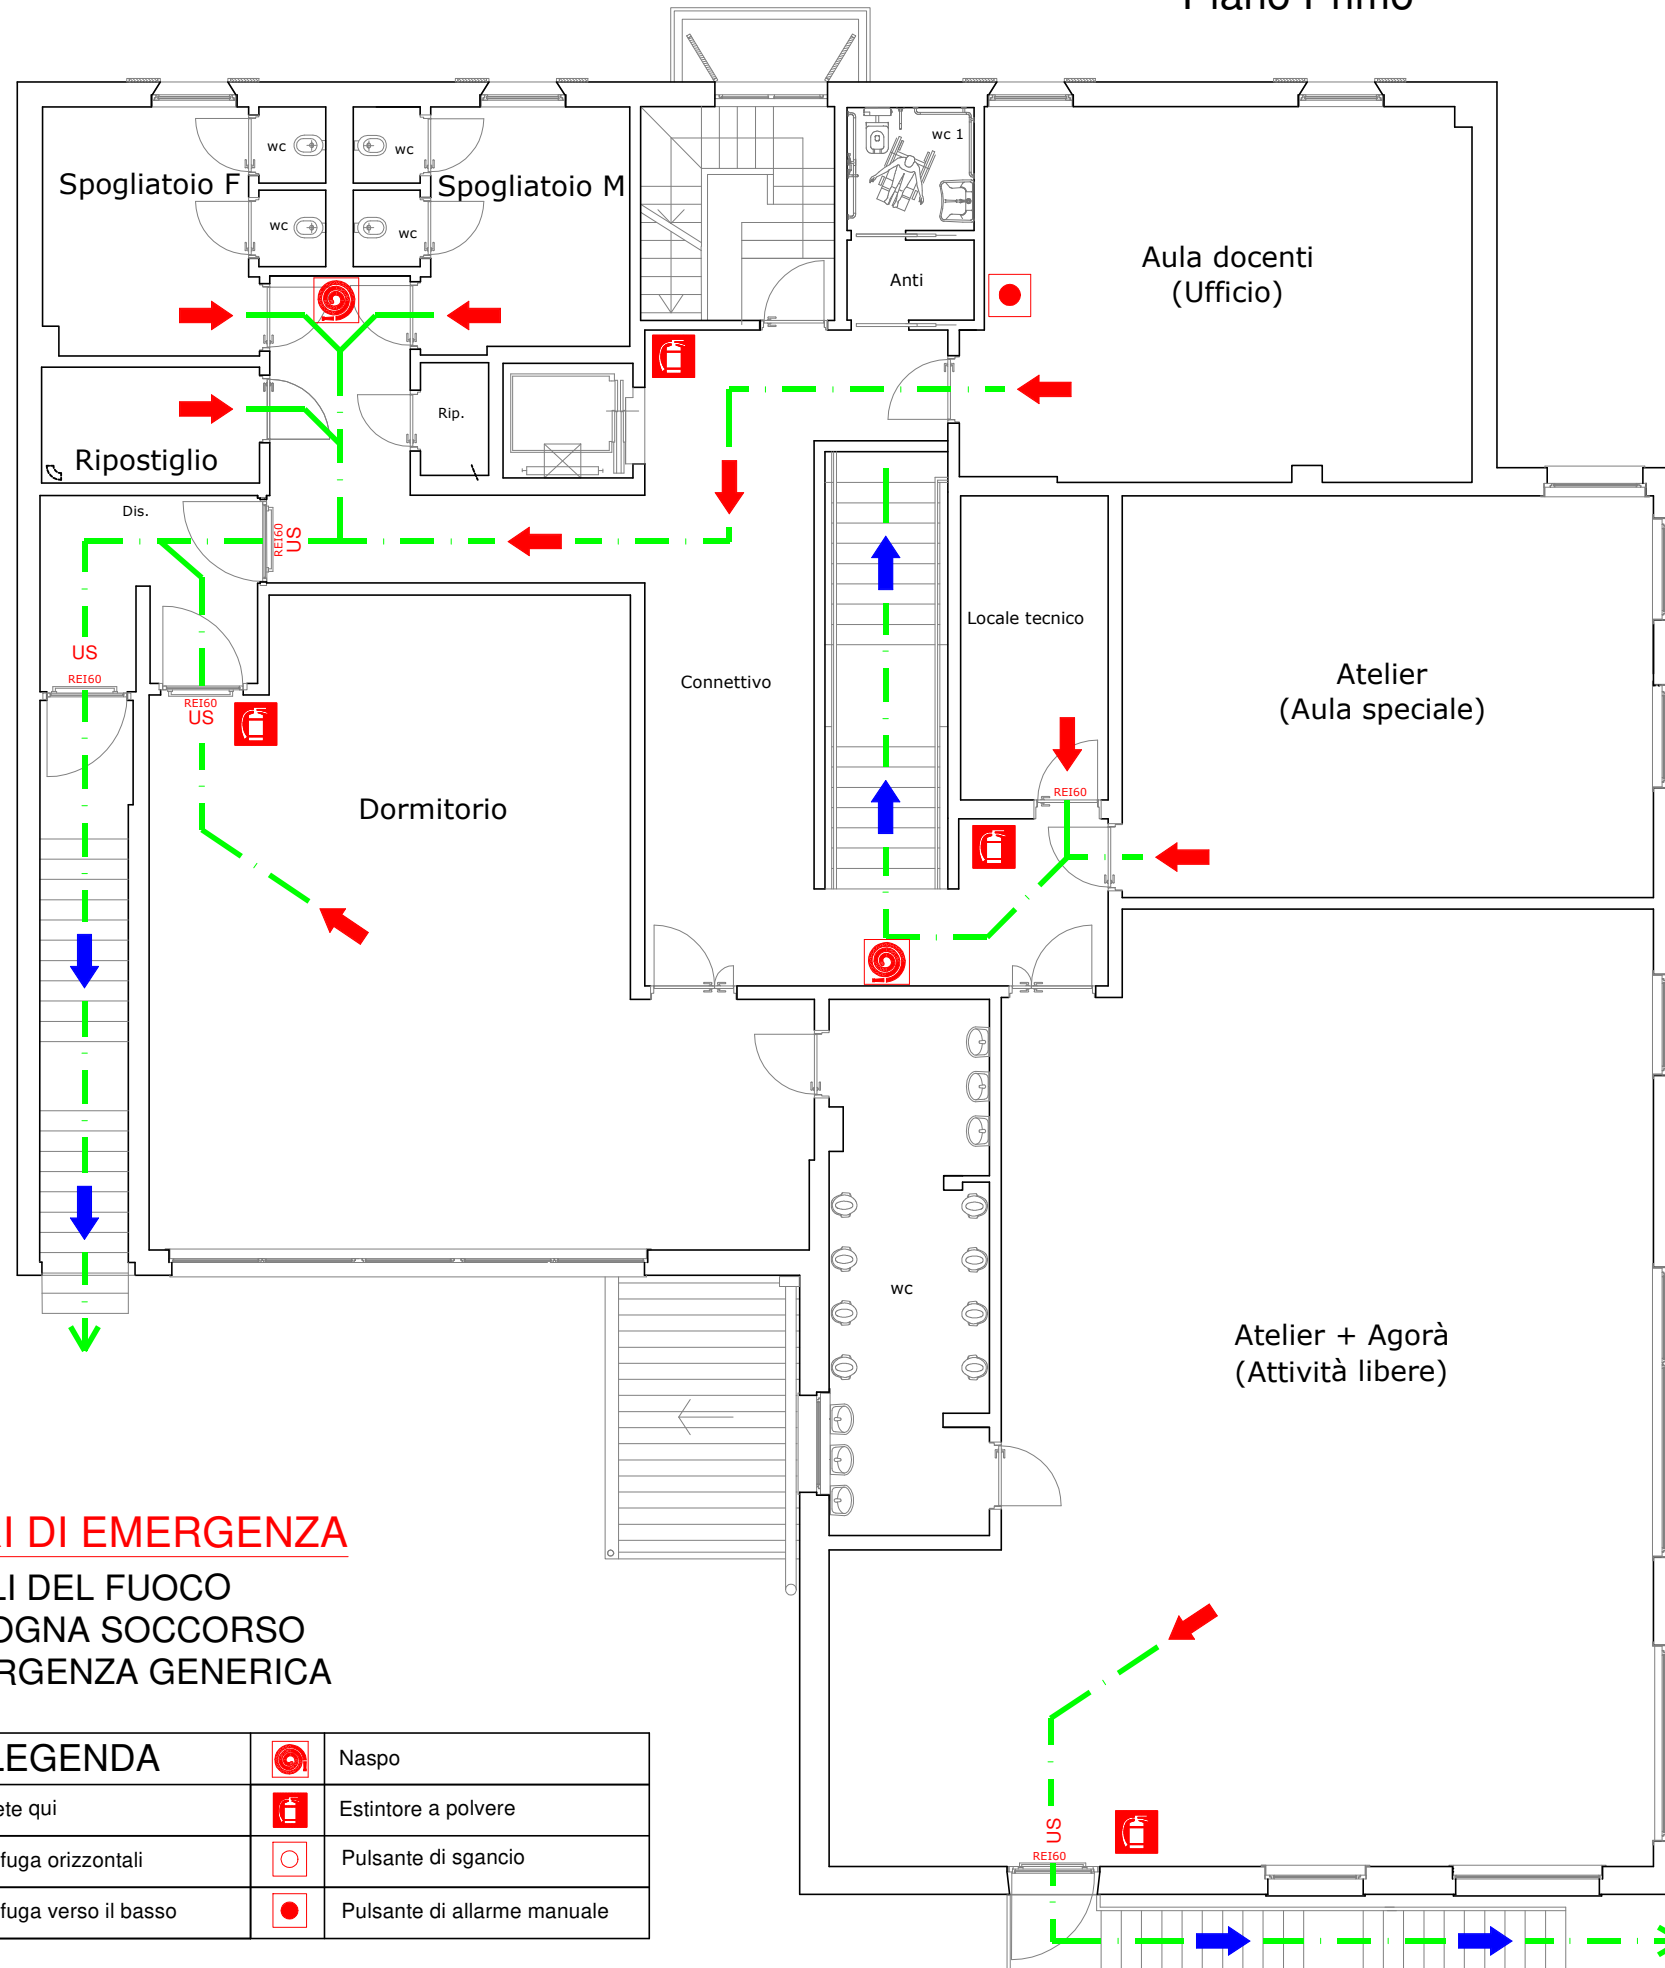 Piano Primo
wc
wc
wc 1
Spogliatoio F
Spogliatoio M
wc
wc
Aula docenti
(Ufficio)
Anti
Rip.
Ripostiglio
Dis.
REI60
US
Locale tecnico
US
REI60
Connettivo
Atelier
(Aula speciale)
REI60
US
REI60
Dormitorio
wc
Atelier + Agorà
(Attività libere)
DI EMERGENZA
DEL FUOCO
SOCCORSO
GENERICA
US
REI60
LEGENDA
Naspo
qui
Estintore a polvere
fuga orizzontali
Pulsante di sgancio
fuga verso il basso
Pulsante di allarme manuale